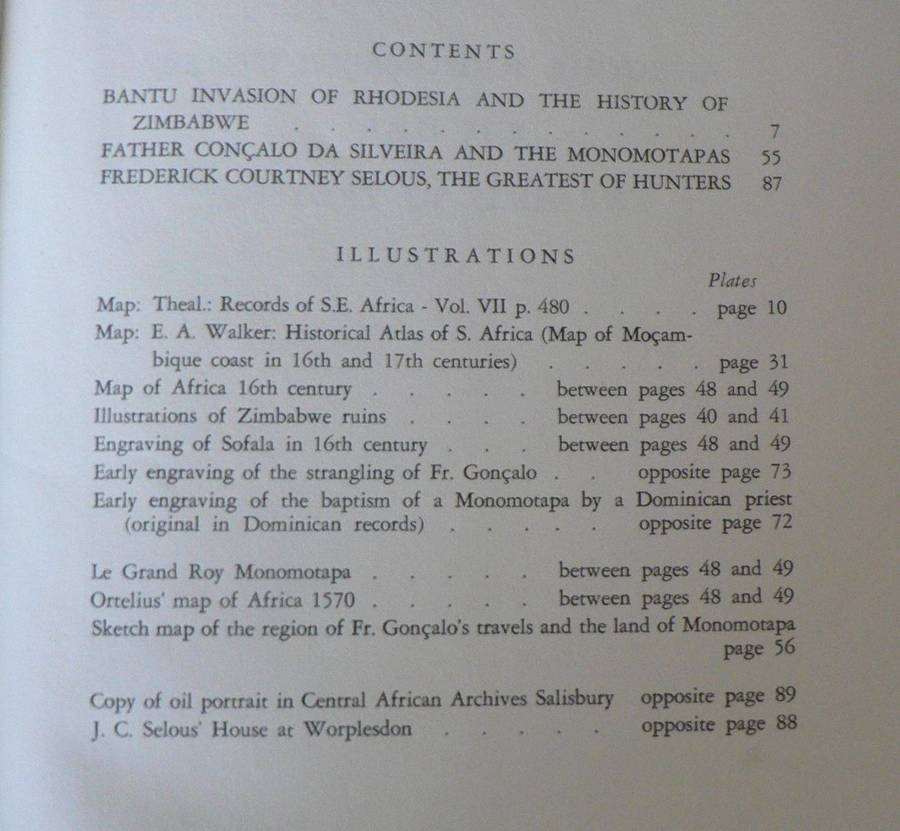 CONTENTS
BANTU INVASION OF RHODESIA AND THE HISTORY OF
ZIMBABWE . . . . . . . . . . . . 7
FATHER CONÇALO DA SILVEIRA AND THE MONOMOTAPAS 55
FREDERICK COURTNEY SELOUS, THE GREATEST OF HUNTERS 87
ILLUSTRATIONS
Plates
Map: Theal.: Records of S.E. Africa - Vol. VII p. 480 . . . . page 10
Map: E. A. Walker: Historical Atlas of S. Africa (Map of Moçam-
bique coast in 16th and 17th centuries) . . . . . page 31
Map of Africa 16th century . . . . . between pages 48 and 49
Illustrations of Zimbabwe ruins . . . . between pages 40 and 41
Engraving of Sofala in 16th century . . . between pages 48 and 49
Early engraving of the strangling of Fr. Gonçalo . . opposite page 73
Early engraving of the baptism of a Monomotapa by a Dominican priest
(original in Dominican records) . . . . . opposite page 72
Le Grand Roy Monomotapa . . . . . between pages 48 and 49
Ortelius' map of Africa 1570 . . . . . between pages 48 and 49
Sketch map of the region of Fr. Gonçalo's travels and the land of Monomotapa
page 56
Copy of oil portrait in Central African Archives Salisbury opposite page 89
J. C. Selous' House at Worplesdon . . . . . opposite page 88